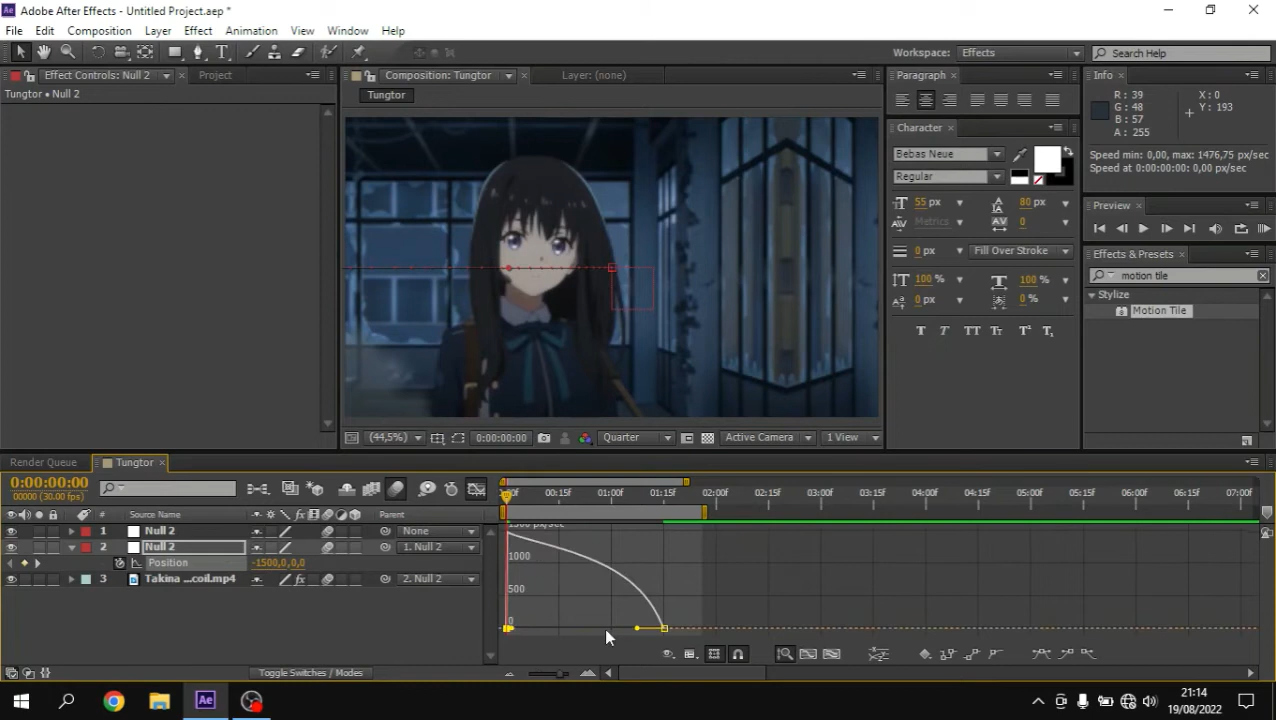 Adobe After Effects - Untitled Project.aep *
File Edit Composition Layer Effect Animation View Window Help
Workspace: Effects Search Help
Effect Controls: Null 2 Project
Tungtor • Null 2
Composition: Tungtor Layer: (none)
Tungtor
(44,5%) 0:00:00:00 Quarter Active Camera 1 View
Paragraph
Character
Bebas Neue
Regular
55 px 80 px
Metrics 0
0 px Fill Over Stroke
100 % 100 %
0 px 0 %
T T TT Tr T¹ T₁
Info
R : 39 X : 0
G : 48 Y : 193
B : 57
A : 255
Speed min: 0,00, max: 1476,75 px/sec
Speed at 0:00:00:00: 0,00 px/sec
Preview
Effects & Presets
motion tile
Stylize
Motion Tile
Render Queue Tungtor
0:00:00:00
00000 (30.00 fps)
00:15f 01:00f 01:15f 02:00f 02:15f 03:00f 03:15f 04:00f 04:15f 05:00f 05:15f 06:00f 06:15f 07:00f
# Source Name Parent
1 Null 2 None
2 Null 2 1. Null 2
Position -1500,0,0,0
3 Takina ...coil.mp4 2. Null 2
1500 px/sec
1000
500
0
Toggle Switches / Modes
21:14
19/08/2022